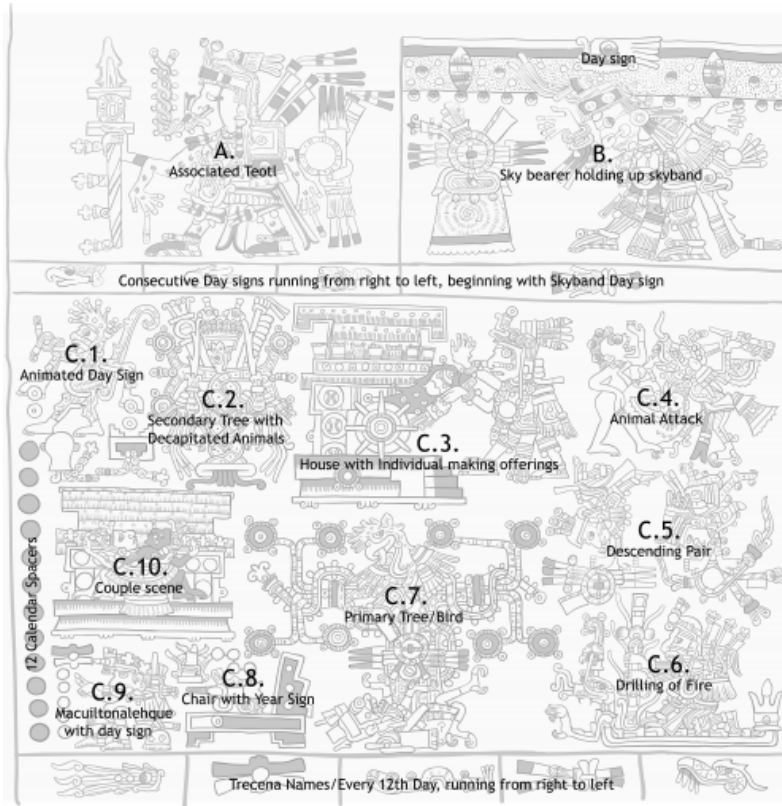 Day sign
A.
Associated Teotl
B.
Sky bearer holding up skyband
Consecutive Day signs running from right to left, beginning with Skyband Day sign
C.1.
Animated Day Sign
C.2.
Secondary Tree with
Decapitated Animals
C.3.
House with Individual making offerings
C.4.
Animal Attack
C.5.
Descending Pair
C.6.
Drilling of Fire
C.7.
Primary Tree/Bird
C.8.
Chair with Year Sign
C.9.
Macuiltonalehque
with day sign
C.10.
Couple scene
12 Calendar Spacers
Trecena Names/Every 12th Day, running from right to left